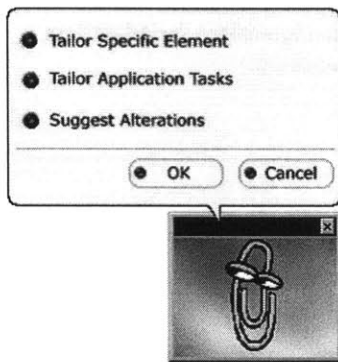 Tailor Specific Element
Tailor Application Tasks
Suggest Alterations
OK Cancel